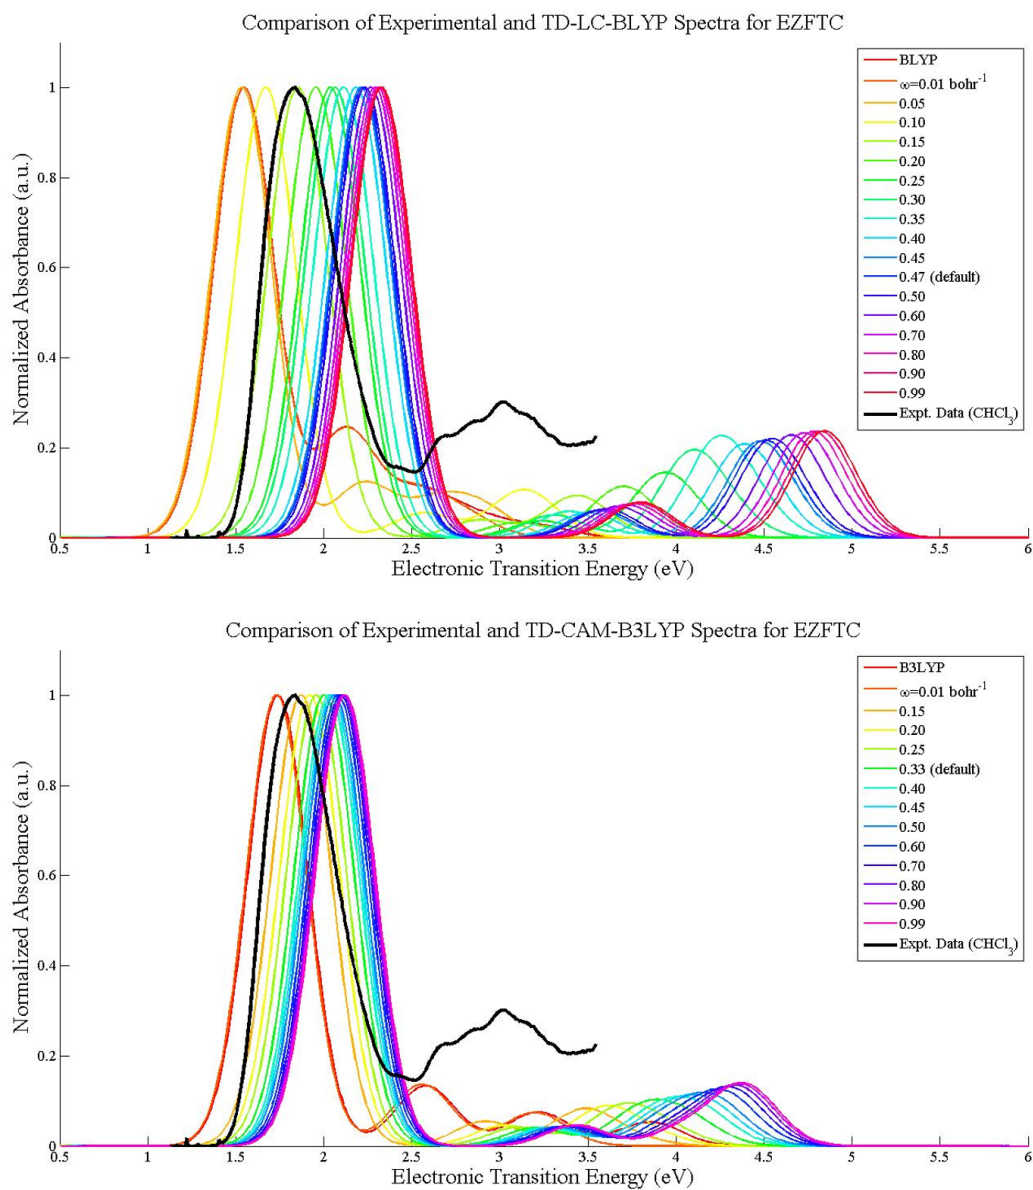 Comparison of Experimental and TD-LC-BLYP Spectra for EZFTC
Normalized Absorbance (a.u.)
1
0.8
0.6
0.4
0.2
0
0.5 1 1.5 2 2.5 3 3.5 4 4.5 5 5.5 6
Electronic Transition Energy (eV)
BLYP
ω=0.01 bohr⁻¹
0.05
0.10
0.15
0.20
0.25
0.30
0.35
0.40
0.45
0.47 (default)
0.50
0.60
0.70
0.80
0.90
0.99
Expt. Data (CHCl₃)
Comparison of Experimental and TD-CAM-B3LYP Spectra for EZFTC
Normalized Absorbance (a.u.)
1
0.8
0.6
0.4
0.2
0
0.5 1 1.5 2 2.5 3 3.5 4 4.5 5 5.5 6
Electronic Transition Energy (eV)
B3LYP
ω=0.01 bohr⁻¹
0.15
0.20
0.25
0.33 (default)
0.40
0.45
0.50
0.60
0.70
0.80
0.90
0.99
Expt. Data (CHCl₃)